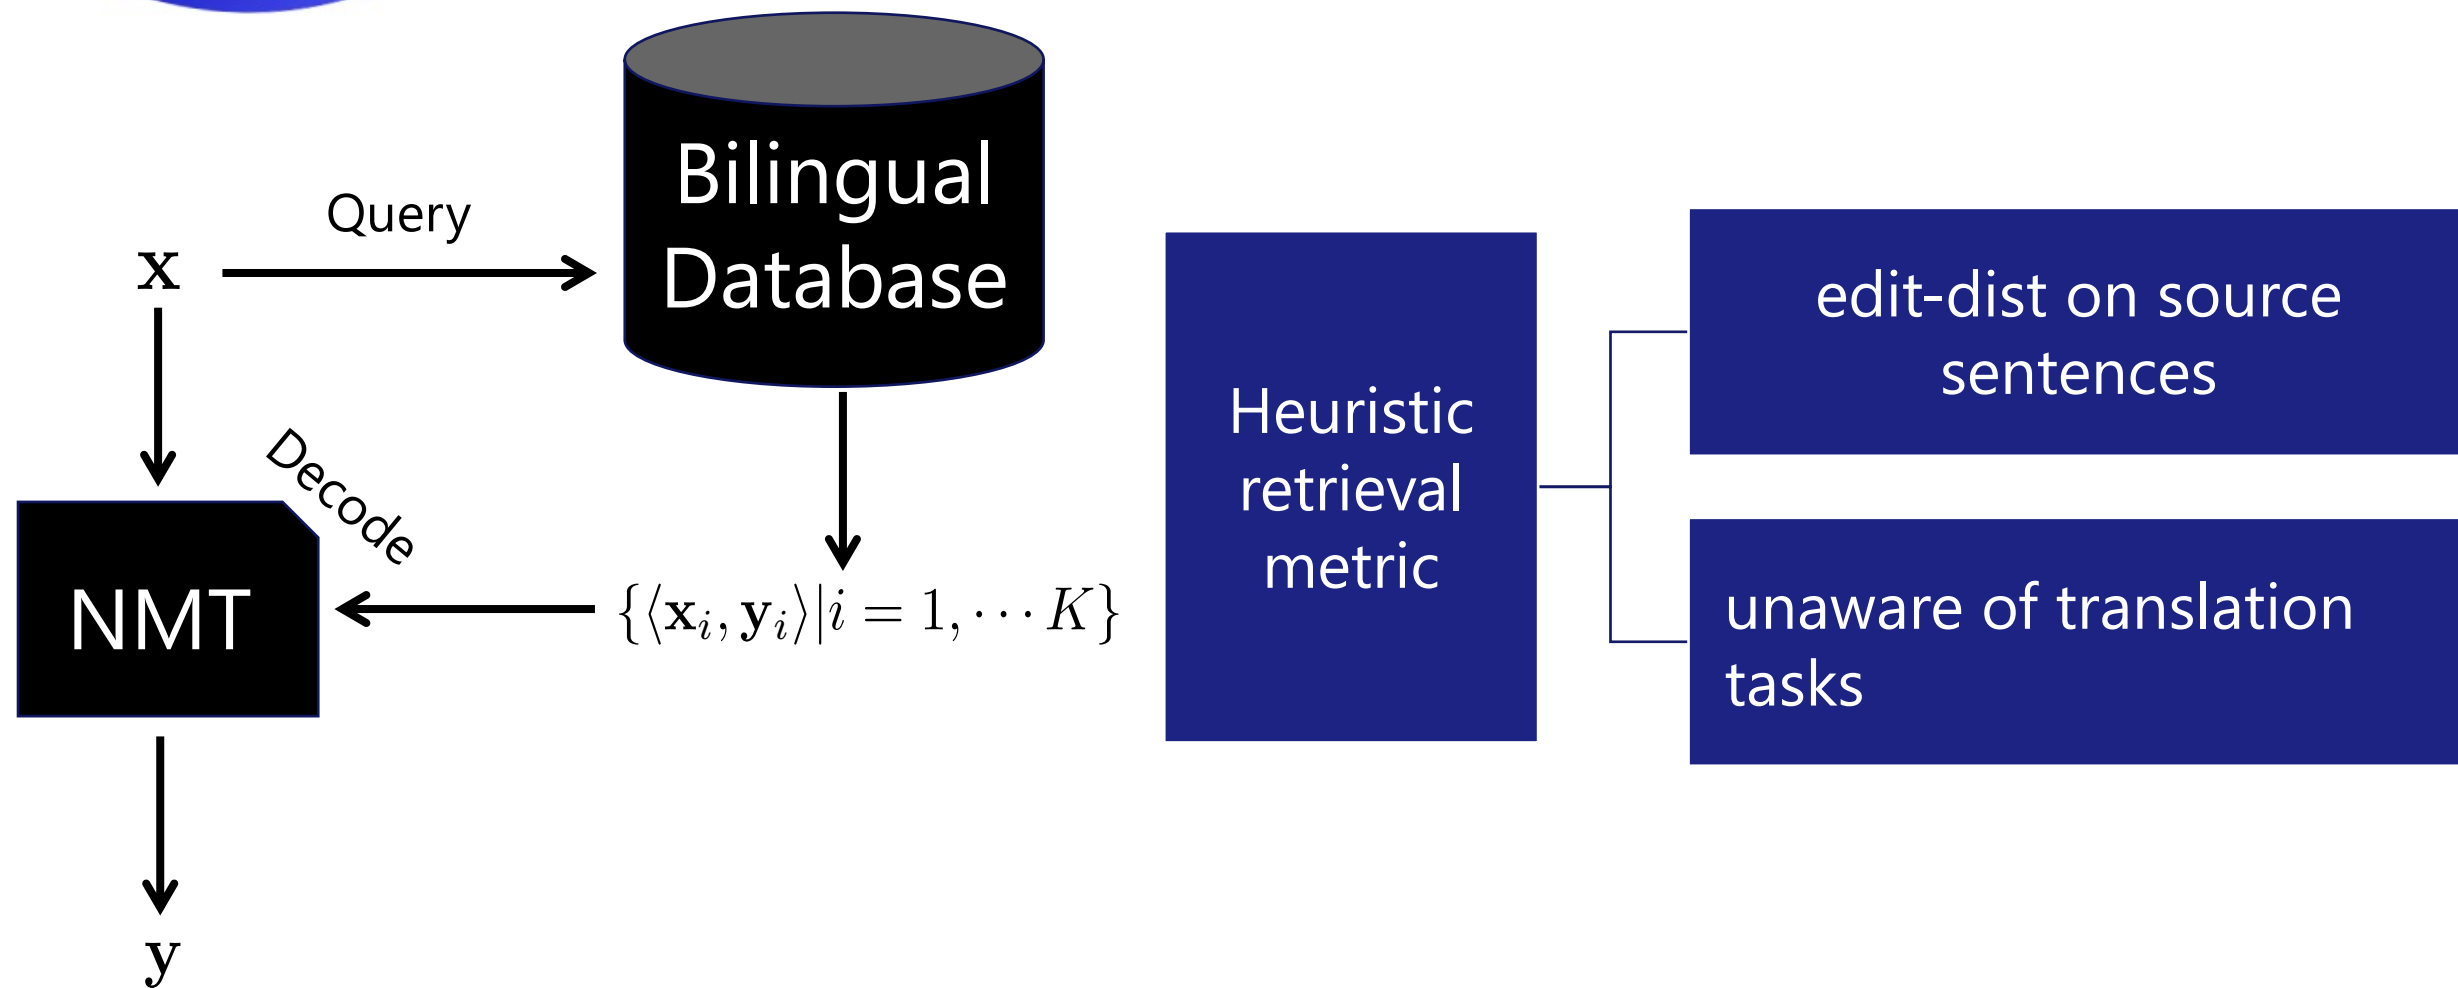 Bilingual
Database
Query
x
Decode
NMT
{⟨x_i, y_i⟩|i = 1, ··· K}
y
Heuristic
retrieval
metric
edit-dist on source
sentences
unaware of translation
tasks